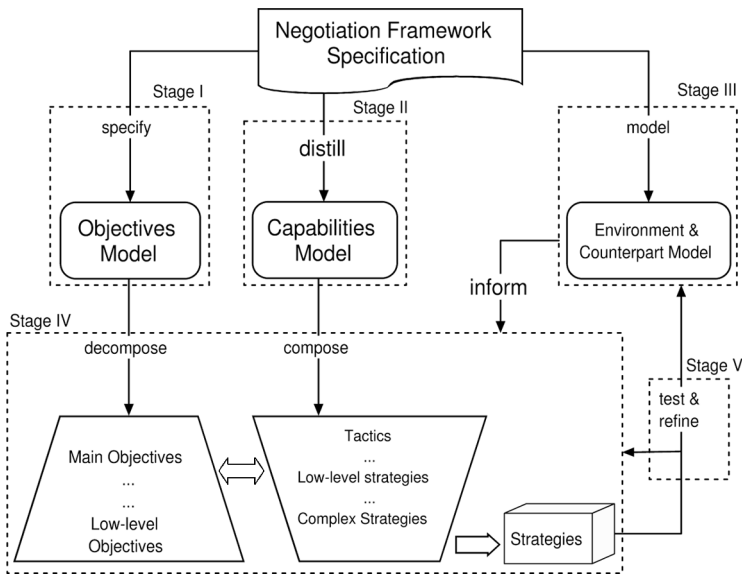 Negotiation Framework
Specification
Stage I
specify
Objectives
Model
Stage II
distill
Capabilities
Model
Stage III
model
Environment &
Counterpart Model
inform
Stage IV
decompose
compose
Main Objectives
...
...
Low-level
Objectives
Tactics
...
Low-level strategies
...
Complex Strategies
Strategies
Stage V
test &
refine